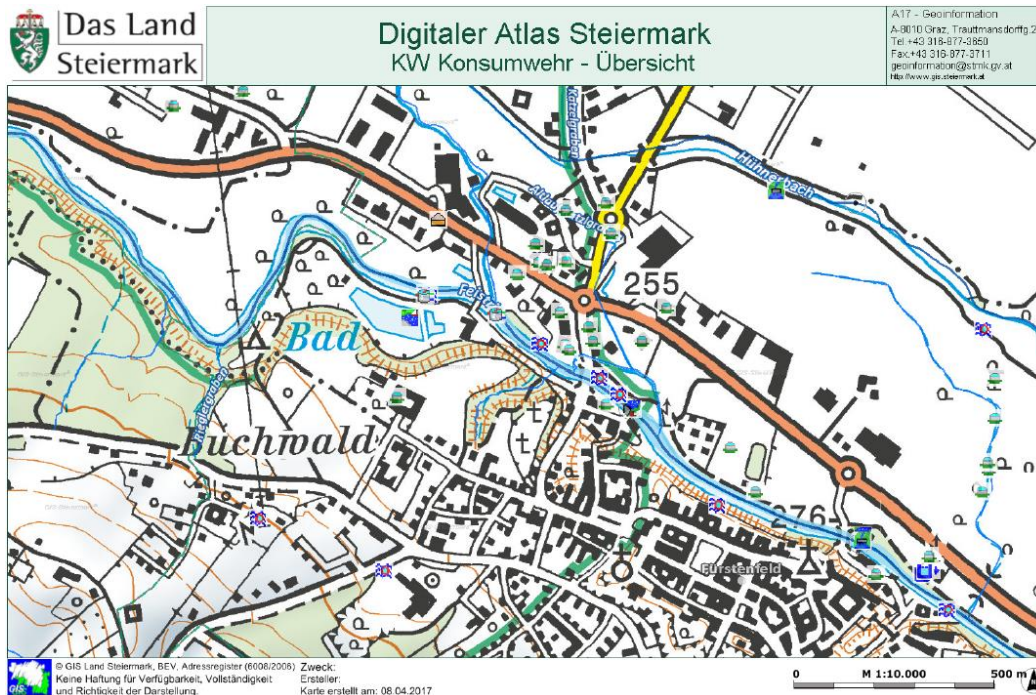 Das Land
Steiermark
Digitaler Atlas Steiermark
KW Konsumwehr - Übersicht
A17 - Geoinformation
A-8010 Graz, Trauttmansdorffg.2
Tel.+43 316-877-3650
Fax.+43 316-877-3711
geoinformation@stmk.gv.at
http://www.gis.steiermark.at
Hühnerbach
255
Bad
Buchwald
276
Fürstenfeld
© GIS Land Steiermark, BEV, Adressregister (6008/2006)
Keine Haftung für Verfügbarkeit, Vollständigkeit
und Richtigkeit der Darstellung.
GIS
Zweck:
Ersteller:
Karte erstellt am: 08.04.2017
0 M 1:10.000 500 m